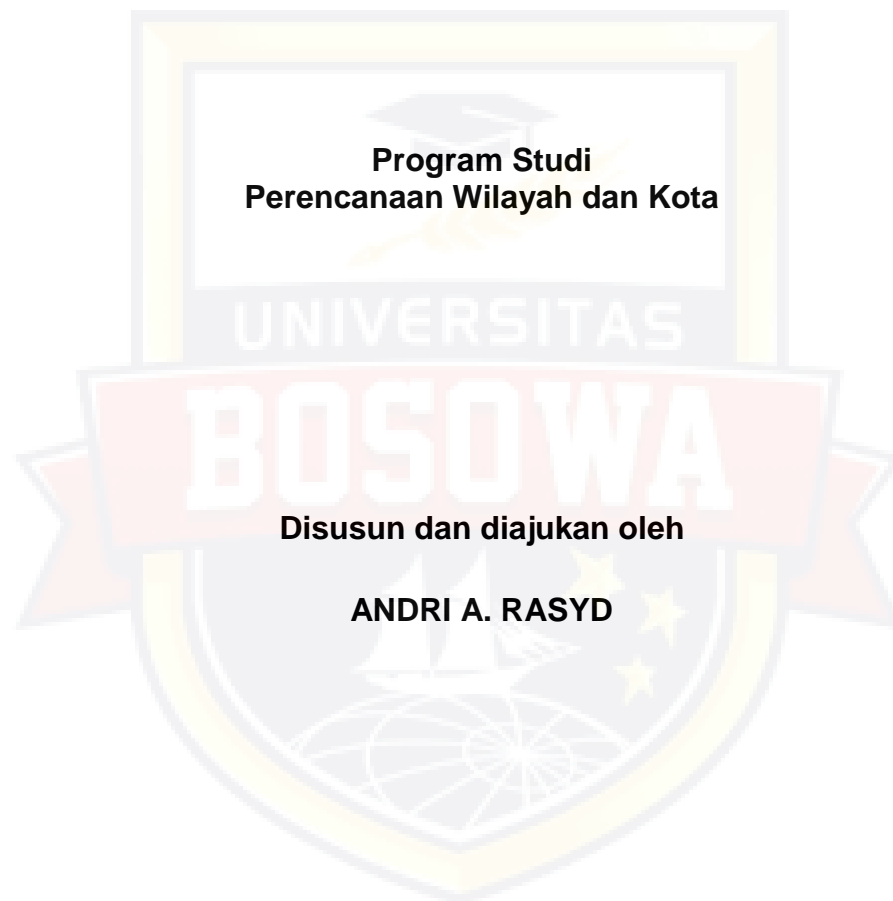 Program Studi
Perencanaan Wilayah dan Kota
UNIVERSITAS
BOSOWA
Disusun dan diajukan oleh
ANDRI A. RASYD